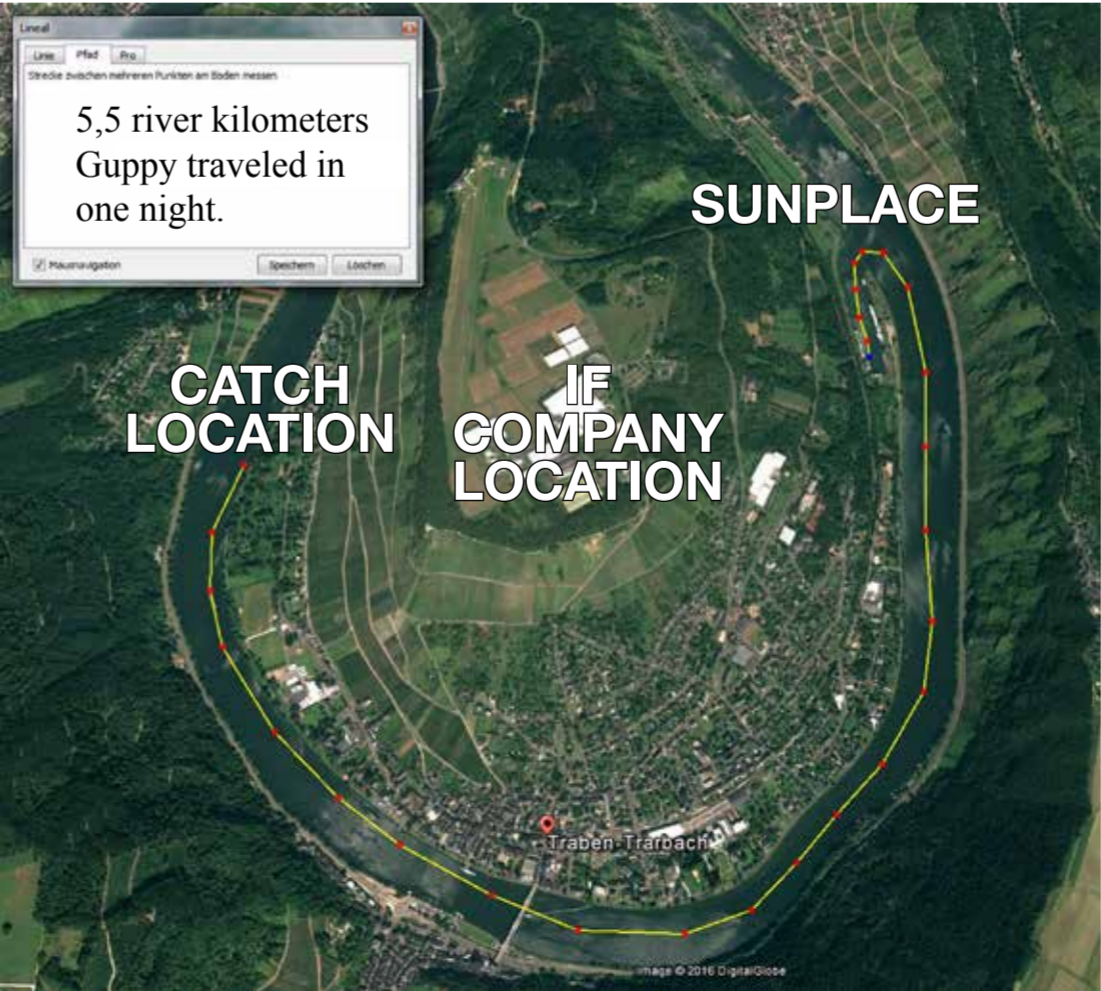 Lineal
Linie Pfad Pro
Strecke zwischen mehreren Punkten am Boden messen
5,5 river kilometers
Guppy traveled in
one night.
Mausnavigation
Speichern Löschen
SUNPLACE
CATCH
LOCATION
IF
COMPANY
LOCATION
Traben-Trarbach
Image © 2016 DigitalGlobe